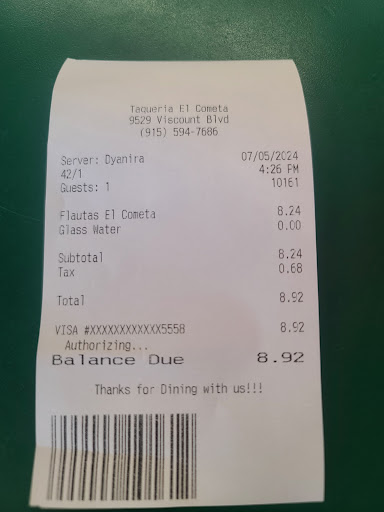 Taqueria El Cometa
9529 Viscount Blvd
(915) 594-7686
Server: Dyanira 07/05/2024
42/1 4:26 PM
Guests: 1 10161
Flautas El Cometa 8.24
Glass Water 0.00
Subtotal 8.24
Tax 0.68
Total 8.92
VISA #XXXXXXXXXXXX5558 8.92
Authorizing...
Balance Due 8.92
Thanks for Dining with us!!!